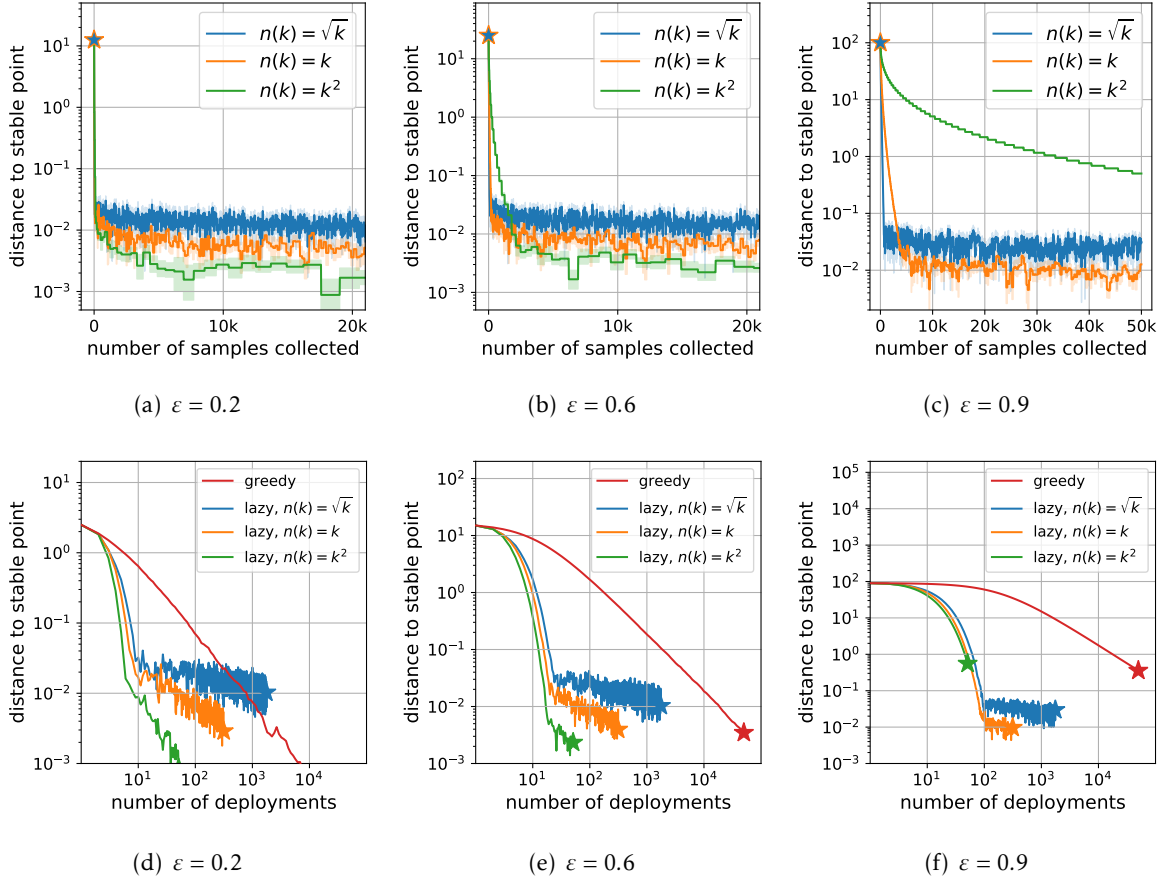 n(k) = √k
n(k) = k
n(k) = k²
10¹
10⁰
10⁻¹
10⁻²
10⁻³
distance to stable point
0
10k
20k
number of samples collected
(a) ε = 0.2
n(k) = √k
n(k) = k
n(k) = k²
10¹
10⁰
10⁻¹
10⁻²
10⁻³
distance to stable point
0
10k
20k
number of samples collected
(b) ε = 0.6
n(k) = √k
n(k) = k
n(k) = k²
10²
10¹
10⁰
10⁻¹
10⁻²
distance to stable point
0
10k
20k
30k
40k
50k
number of samples collected
(c) ε = 0.9
greedy
lazy, n(k) = √k
lazy, n(k) = k
lazy, n(k) = k²
10¹
10⁰
10⁻¹
10⁻²
10⁻³
distance to stable point
10¹
10²
10³
10⁴
number of deployments
(d) ε = 0.2
greedy
lazy, n(k) = √k
lazy, n(k) = k
lazy, n(k) = k²
10²
10¹
10⁰
10⁻¹
10⁻²
10⁻³
distance to stable point
10¹
10²
10³
10⁴
number of deployments
(e) ε = 0.6
greedy
lazy, n(k) = √k
lazy, n(k) = k
lazy, n(k) = k²
10⁵
10⁴
10³
10²
10¹
10⁰
10⁻¹
10⁻²
10⁻³
distance to stable point
10¹
10²
10³
10⁴
number of deployments
(f) ε = 0.9